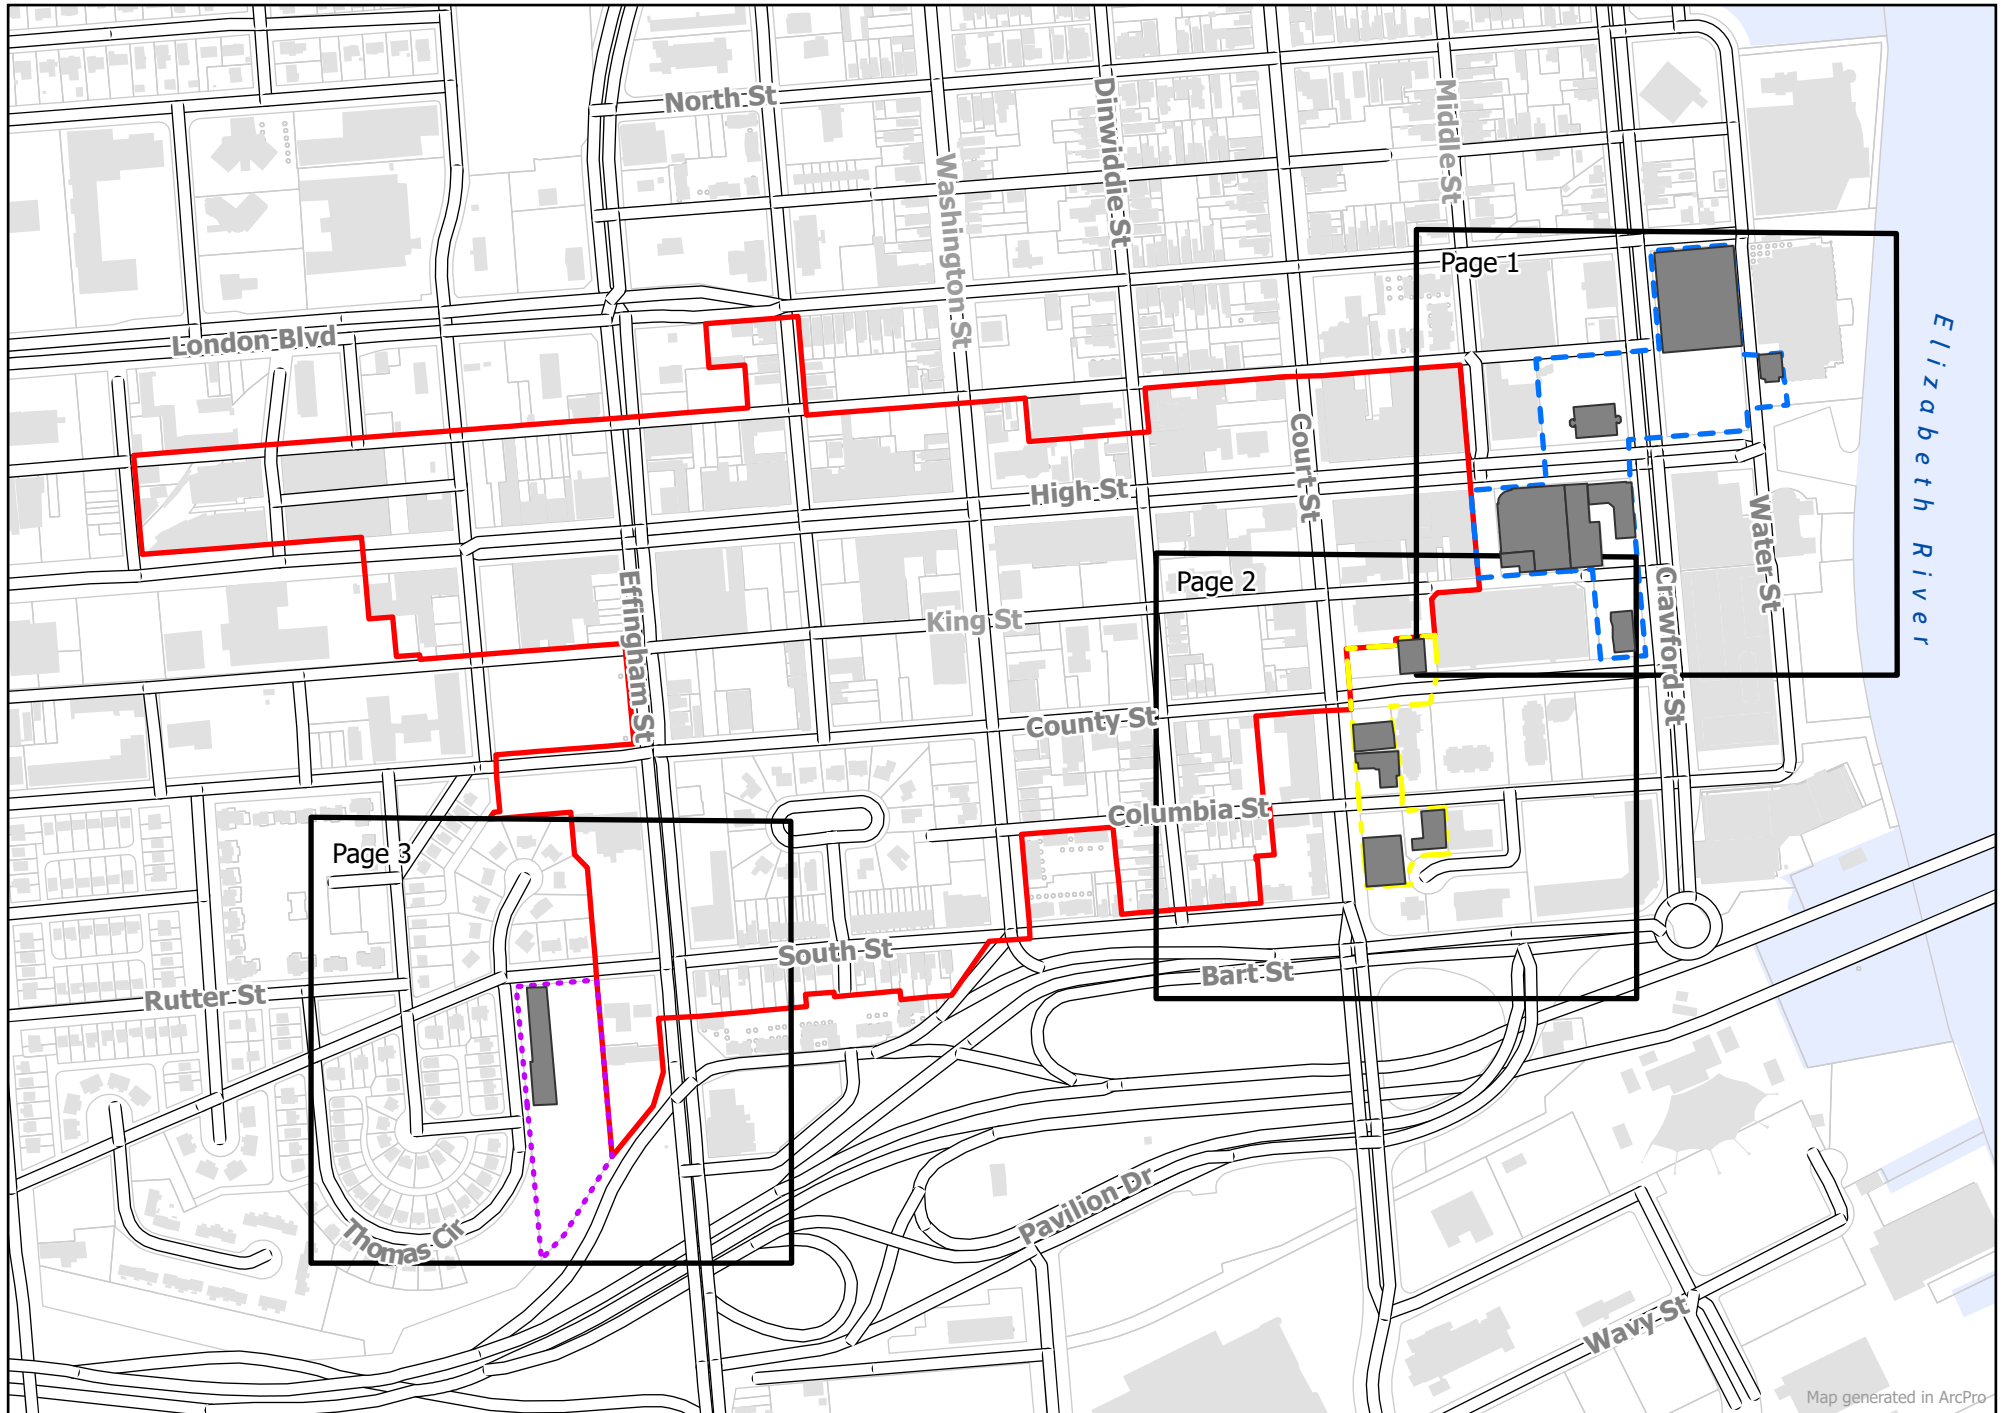 North St
Dinwiddie St
Middle St
Washington St
Page 1
London Blvd
Elizabeth River
Court St
High St
Water St
Page 2
Effingham St
King St
Crawford St
County St
Columbia St
Page 3
South St
Bart St
Rutter St
Thomas Cir
Pavilion Dr
Wavy St
Map generated in ArcPro